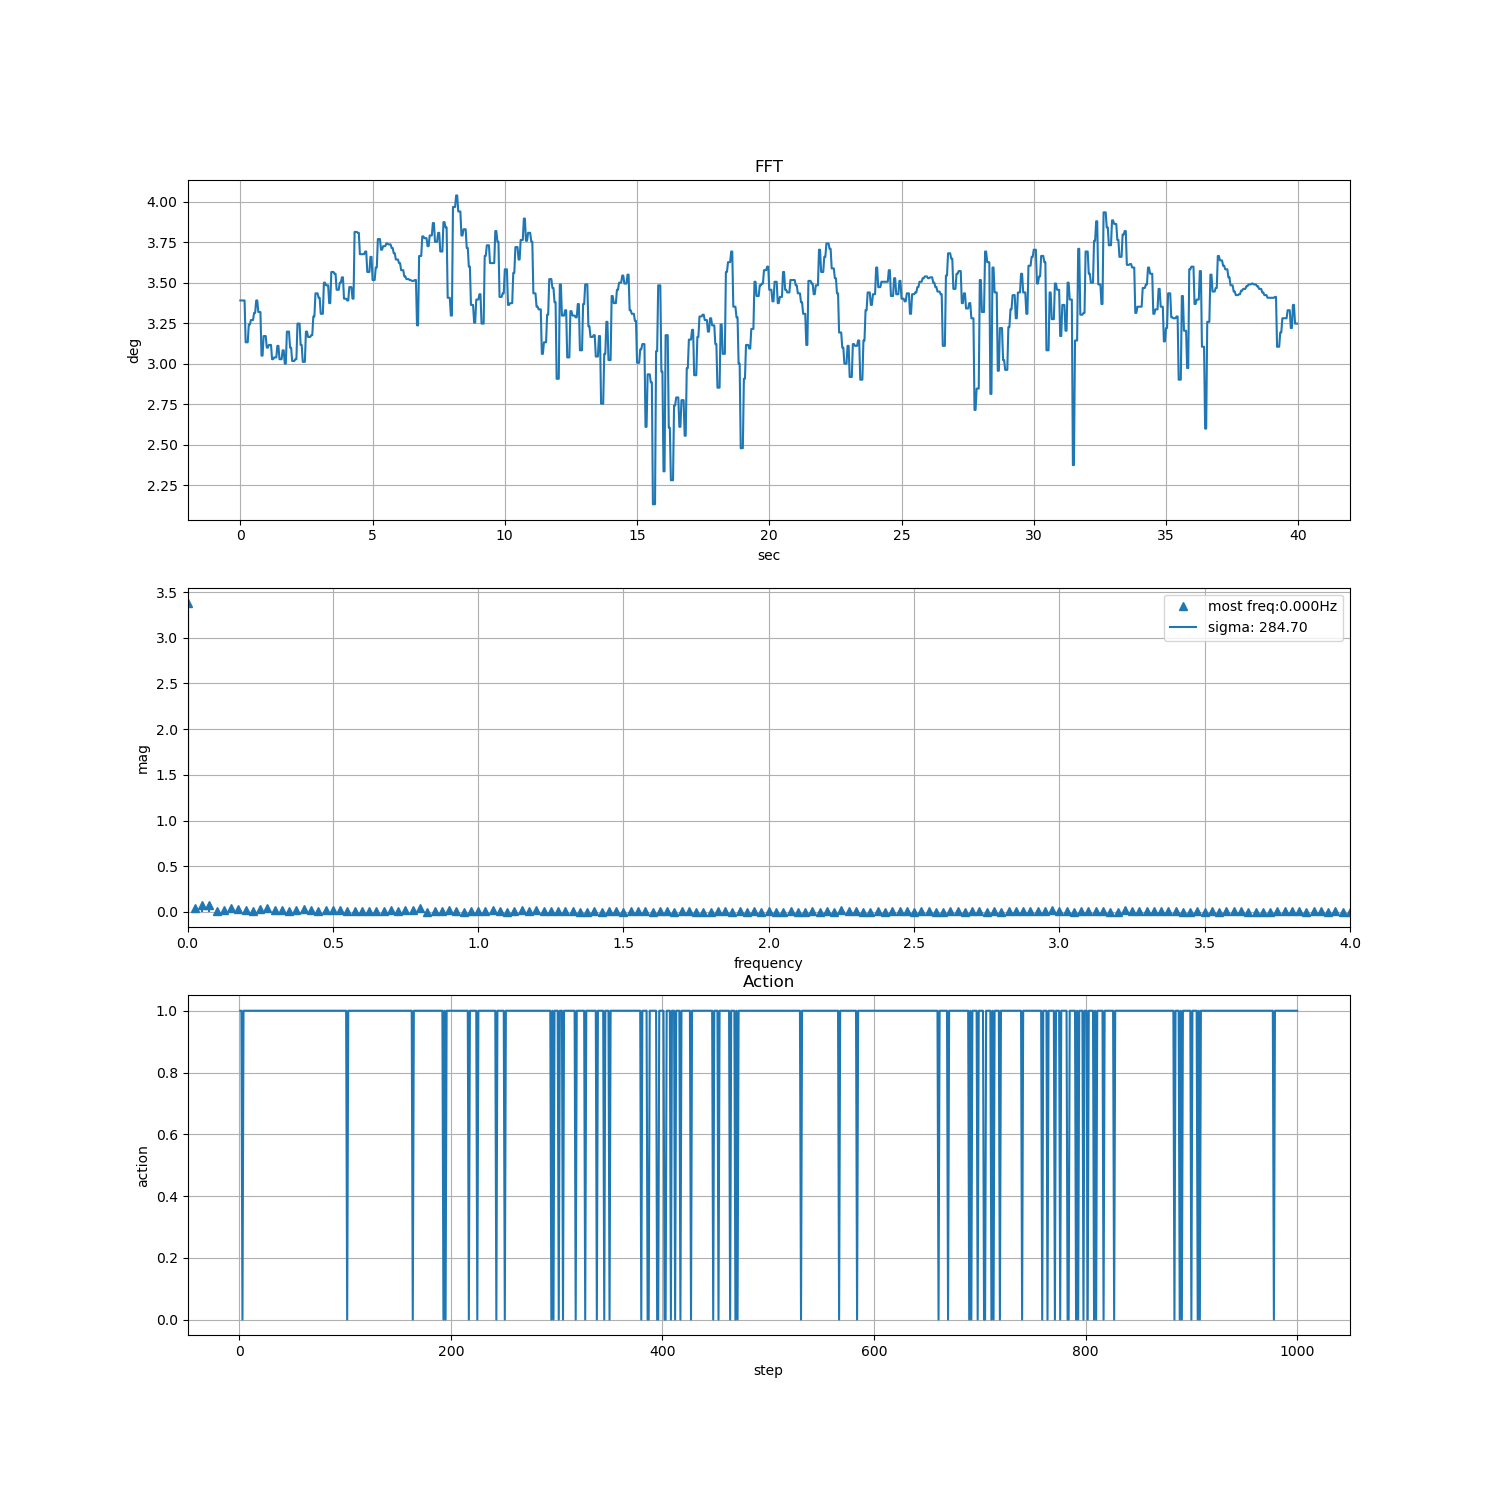 FFT
4.00
3.75
3.50
3.25
3.00
2.75
2.50
2.25
deg
0 5 10 15 20 25 30 35 40
sec
3.5
3.0
2.5
2.0
1.5
1.0
0.5
0.0
mag
most freq:0.000Hz
sigma: 284.70
0.0 0.5 1.0 1.5 2.0 2.5 3.0 3.5 4.0
frequency
Action
1.0
0.8
0.6
0.4
0.2
0.0
action
0 200 400 600 800 1000
step